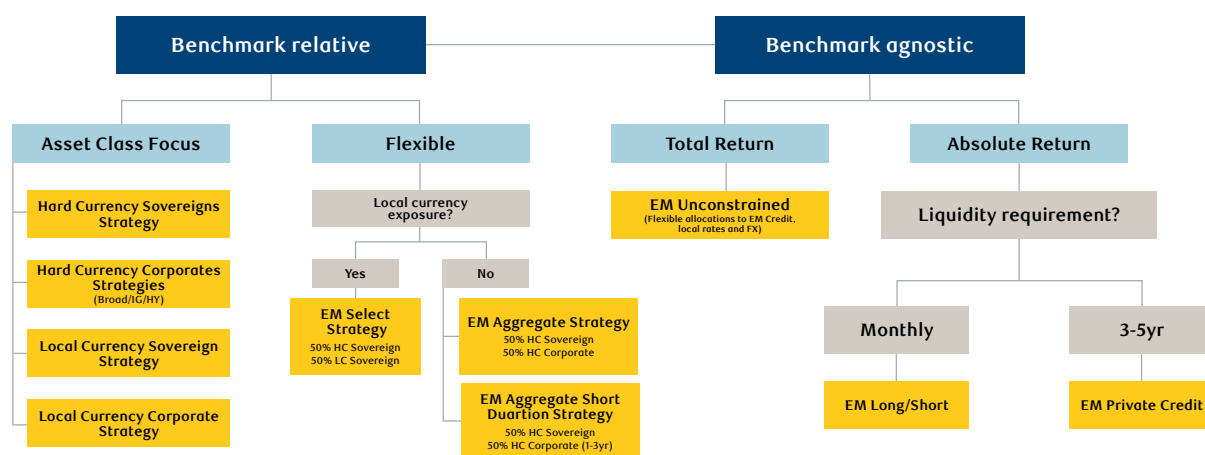 Benchmark relative
Benchmark agnostic
Asset Class Focus
Flexible
Total Return
Absolute Return
Hard Currency Sovereigns
Strategy
Hard Currency Corporates
Strategies
(Broad/IG/HY)
Local Currency Sovereign
Strategy
Local Currency Corporate
Strategy
Local currency
exposure?
Yes
No
EM Select
Strategy
50% HC Sovereign
50% LC Sovereign
EM Aggregate Strategy
50% HC Sovereign
50% HC Corporate
EM Aggregate Short
Duartion Strategy
50% HC Sovereign
50% HC Corporate (1-3yr)
EM Unconstrained
(Flexible allocations to EM Credit,
local rates and FX)
Liquidity requirement?
Monthly
3-5yr
EM Long/Short
EM Private Credit